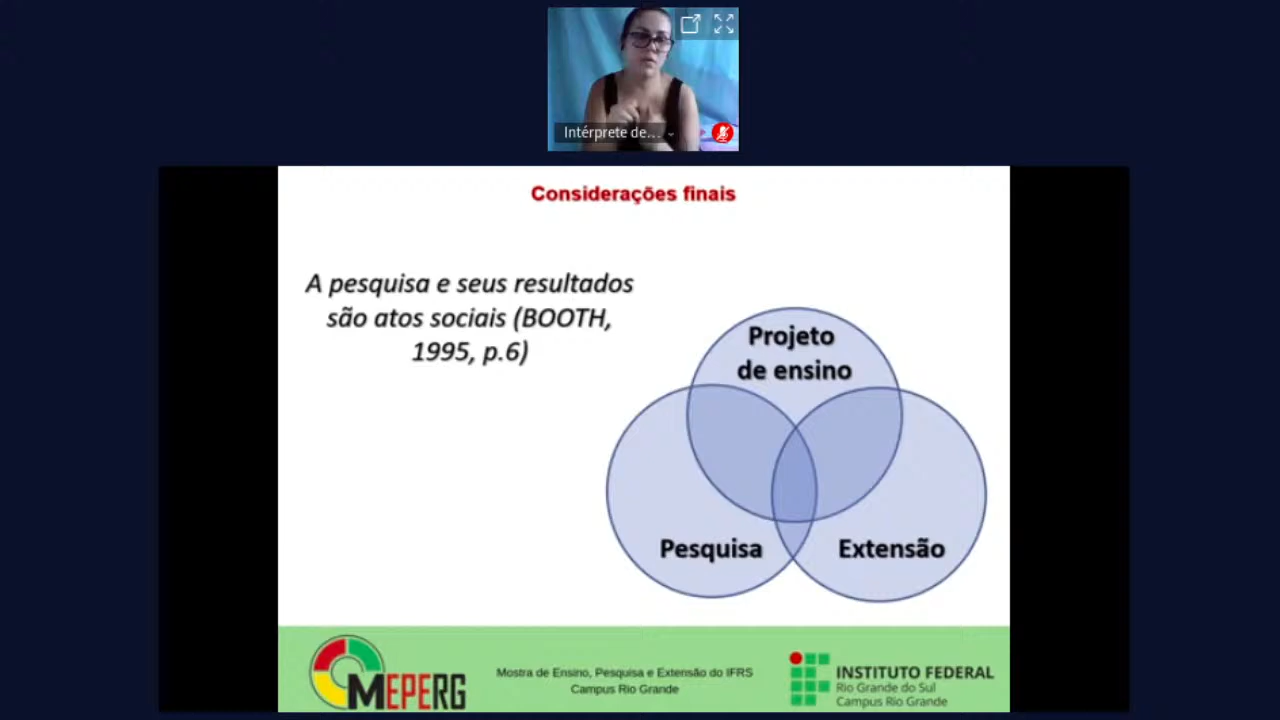 Intérprete de...
Considerações finais
A pesquisa e seus resultados
são atos sociais (BOOTH,
1995, p.6)
Projeto
de ensino
Pesquisa
Extensão
MEPERG
Mostra de Ensino, Pesquisa e Extensão do IFRS
Campus Rio Grande
INSTITUTO FEDERAL
Rio Grande do Sul
Campus Rio Grande